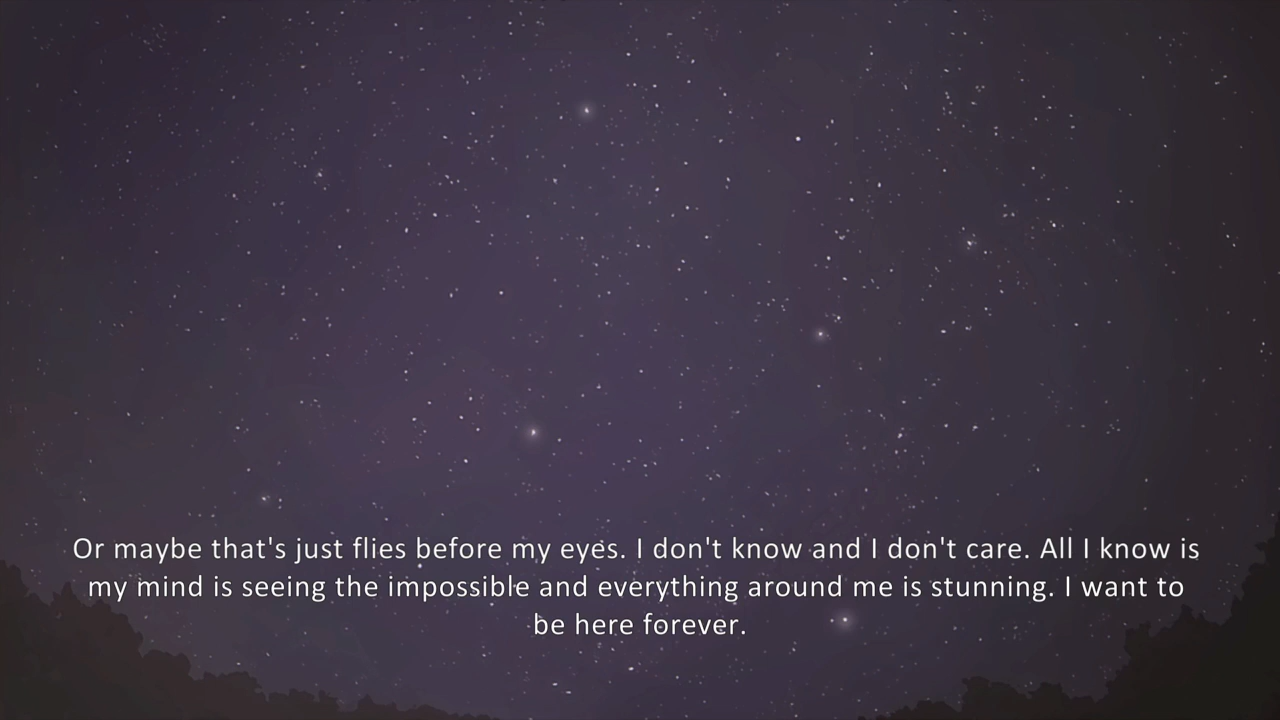 Or maybe that's just flies before my eyes. I don't know and I don't care. All I know is
my mind is seeing the impossible and everything around me is stunning. I want to
be here forever.